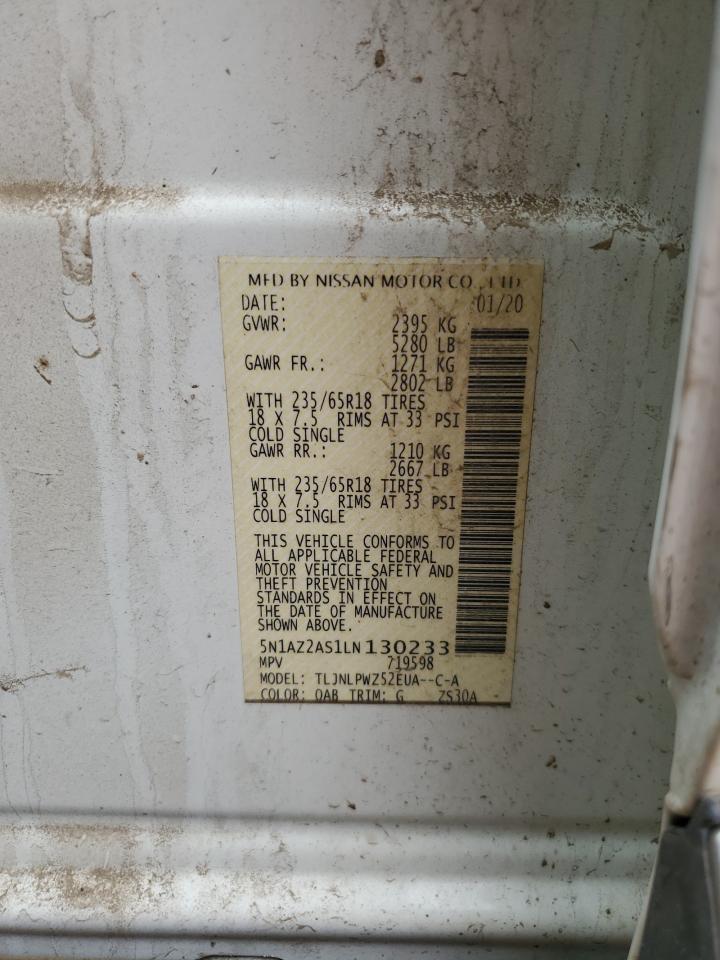 MFD BY NISSAN MOTOR CO., LTD
DATE: 01/20
GVWR: 2395 KG
5280 LB
GAWR FR.: 1271 KG
2802 LB
WITH 235/65R18 TIRES
18 X 7.5 RIMS AT 33 PSI
COLD SINGLE
GAWR RR.: 1210 KG
2667 LB
WITH 235/65R18 TIRES
18 X 7.5 RIMS AT 33 PSI
COLD SINGLE
THIS VEHICLE CONFORMS TO
ALL APPLICABLE FEDERAL
MOTOR VEHICLE SAFETY AND
THEFT PREVENTION
STANDARDS IN EFFECT ON
THE DATE OF MANUFACTURE
SHOWN ABOVE.
5N1AZ2AS1LN130233
MPV 719598
MODEL: TLJNLPWZ52EUA--C-A
COLOR: QAB TRIM: G ZS30A